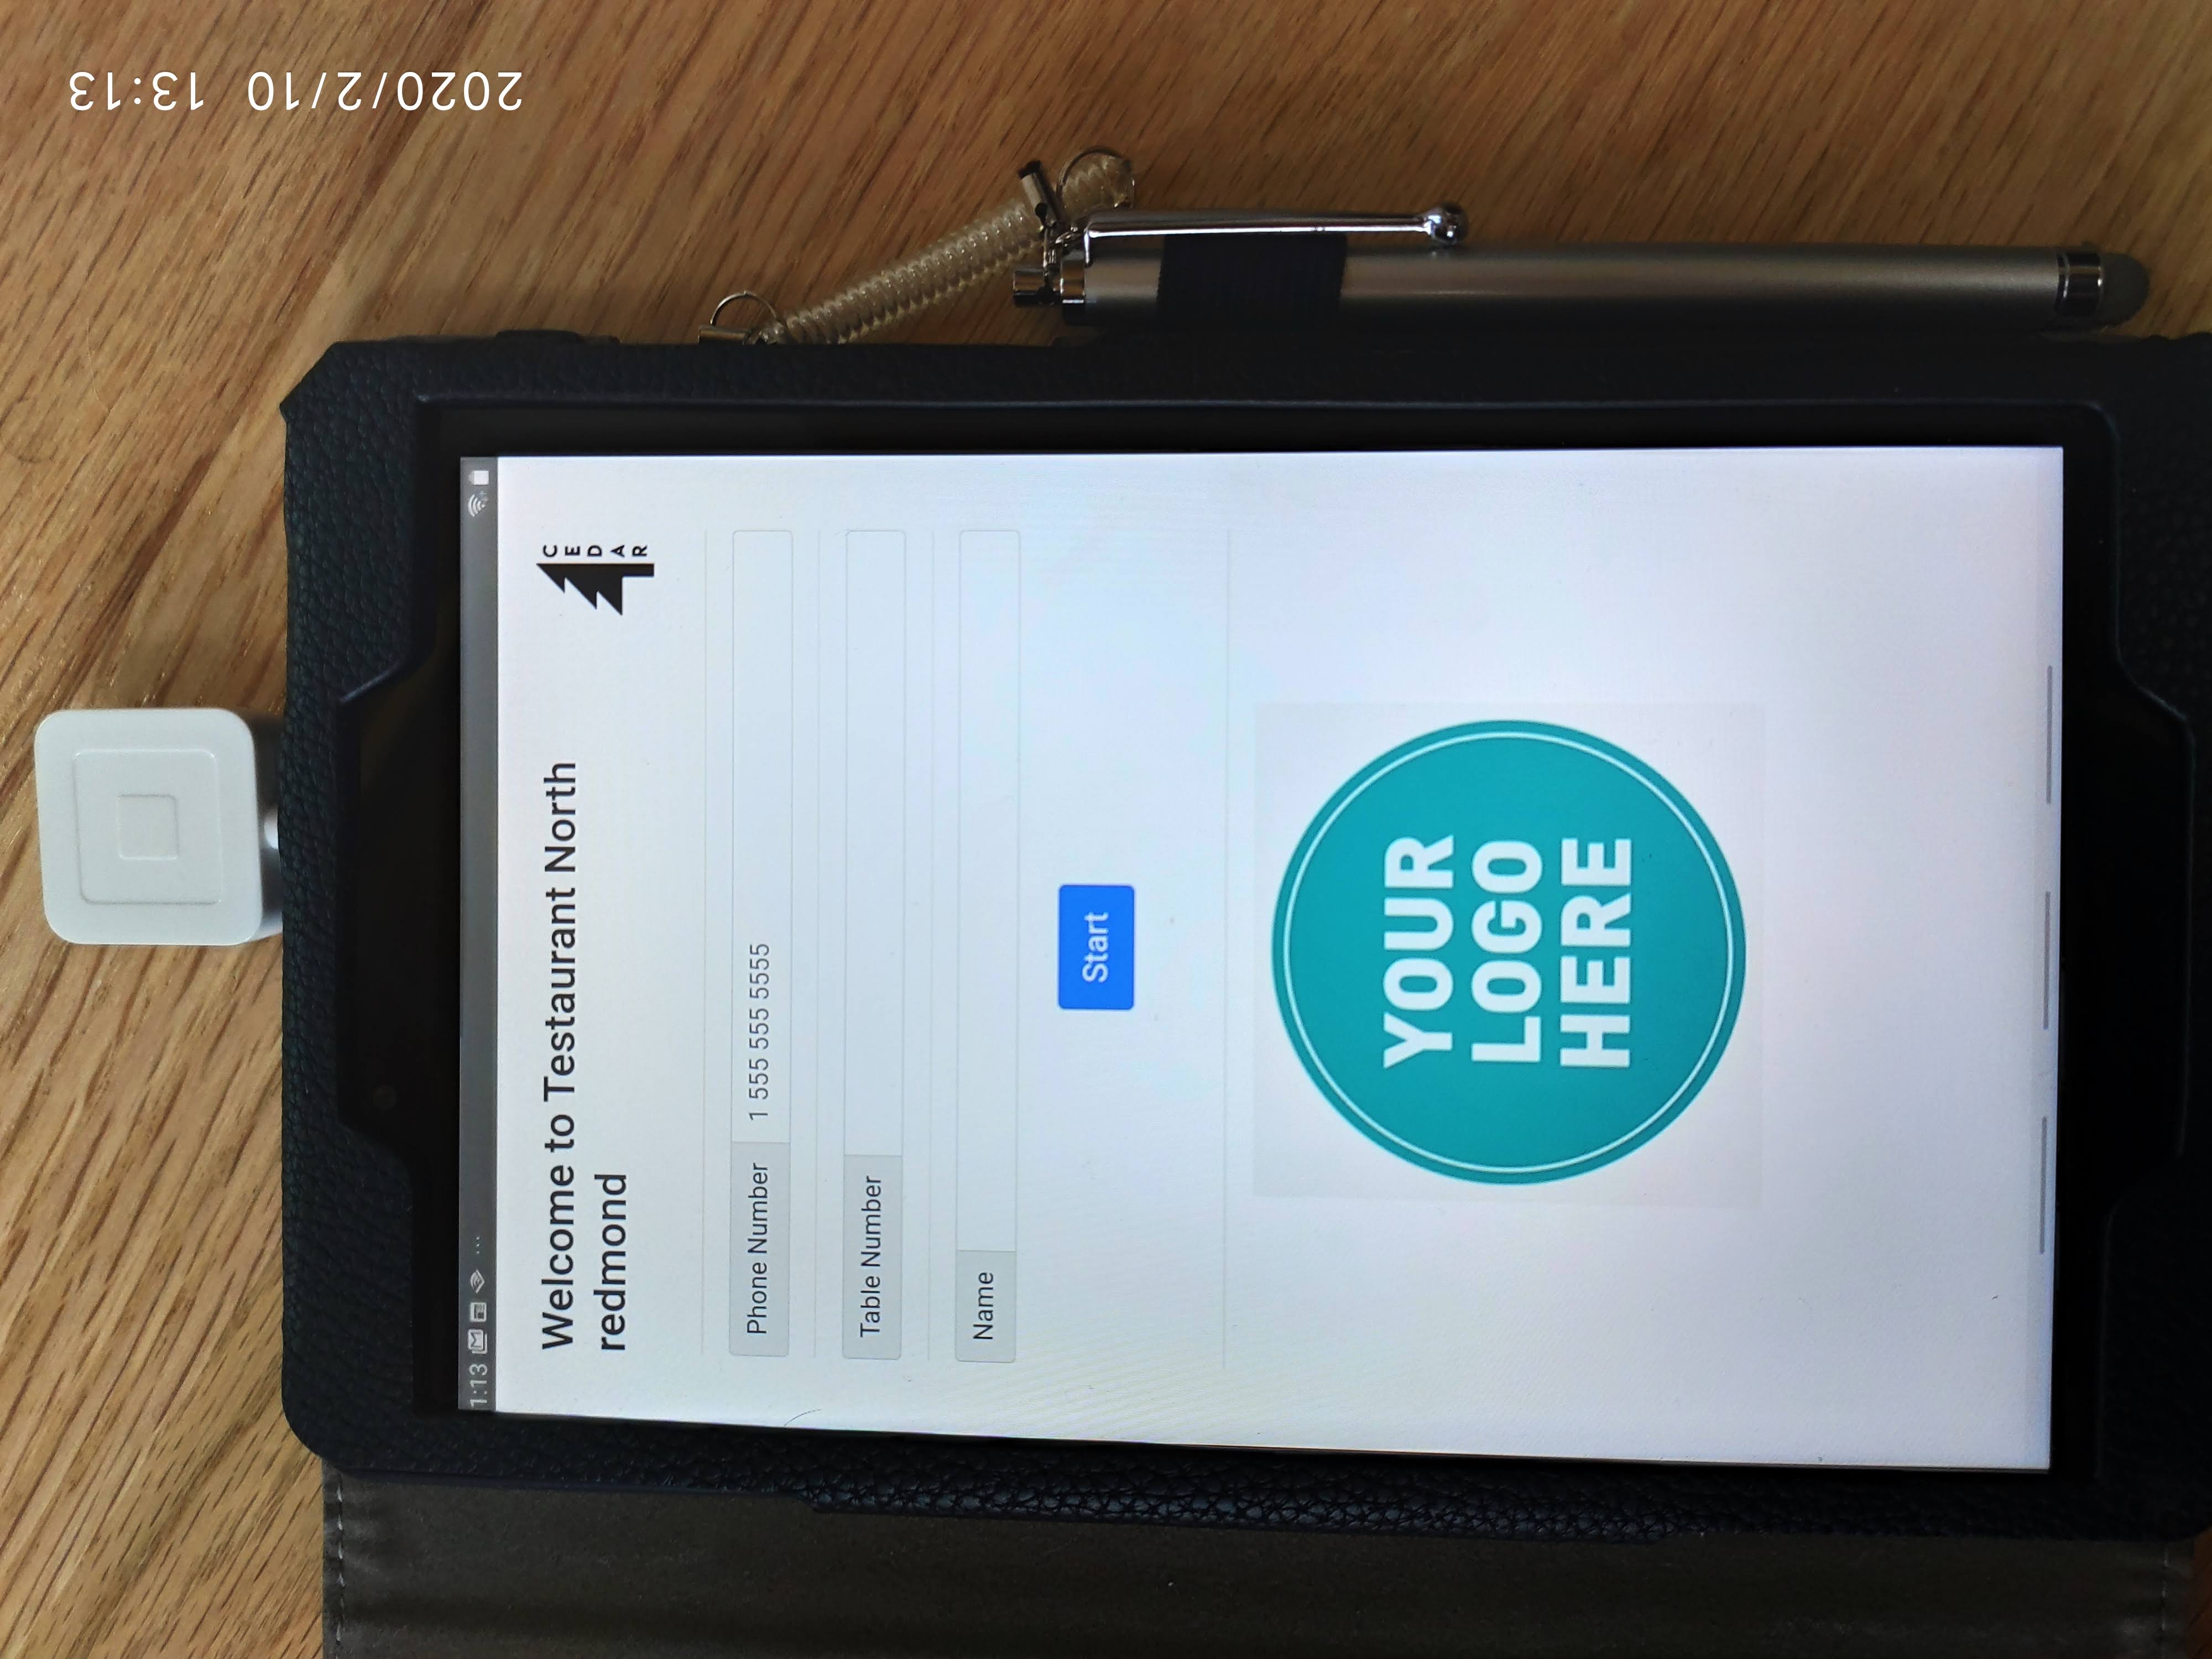 1:13
Welcome to Testaurant North
redmond
CEDAR
Phone Number 1 555 555 5555
Table Number
Name
Start
YOUR
LOGO
HERE
2020/2/10 13:13